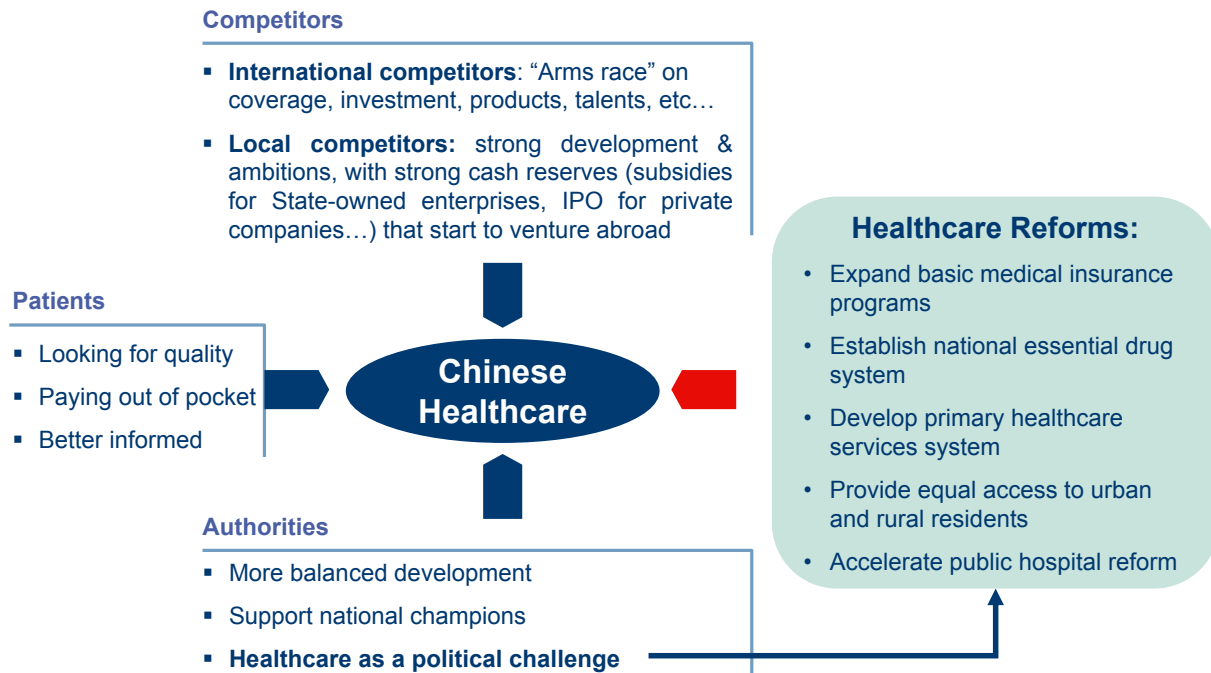 Competitors
▪ International competitors: “Arms race” on
coverage, investment, products, talents, etc…
▪ Local competitors: strong development &
ambitions, with strong cash reserves (subsidies
for State-owned enterprises, IPO for private
companies…) that start to venture abroad
Patients
▪ Looking for quality
▪ Paying out of pocket
▪ Better informed
Chinese
Healthcare
Healthcare Reforms:
• Expand basic medical insurance
programs
• Establish national essential drug
system
• Develop primary healthcare
services system
• Provide equal access to urban
and rural residents
• Accelerate public hospital reform
Authorities
▪ More balanced development
▪ Support national champions
▪ Healthcare as a political challenge